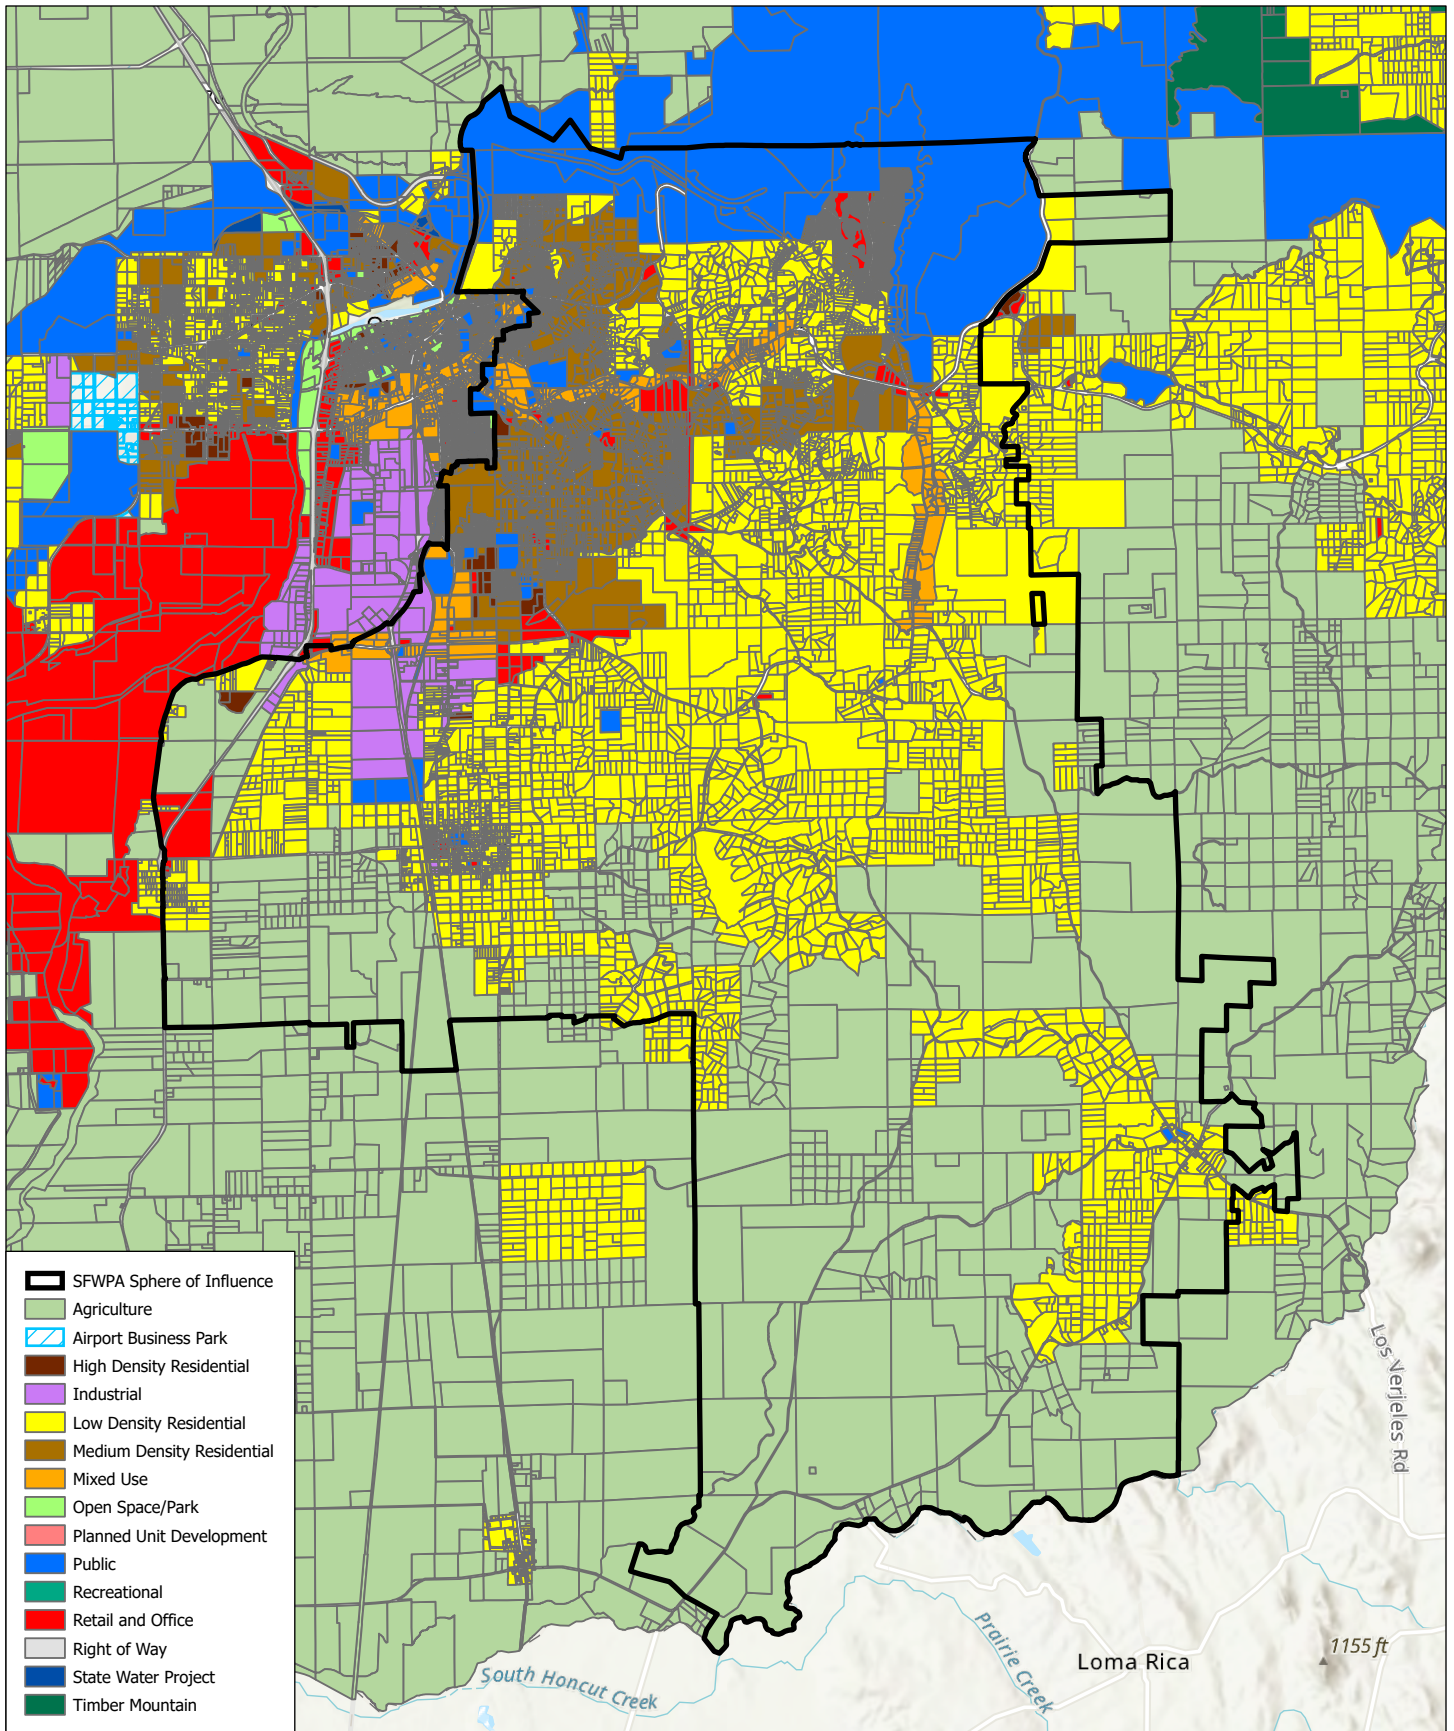 SFWPA Sphere of Influence
Agriculture
Airport Business Park
High Density Residential
Industrial
Low Density Residential
Medium Density Residential
Mixed Use
Open Space/Park
Planned Unit Development
Public
Recreational
Retail and Office
Right of Way
State Water Project
Timber Mountain
Los Verjeles Rd
South Honcut Creek
Prairie Creek
Loma Rica
1155 ft